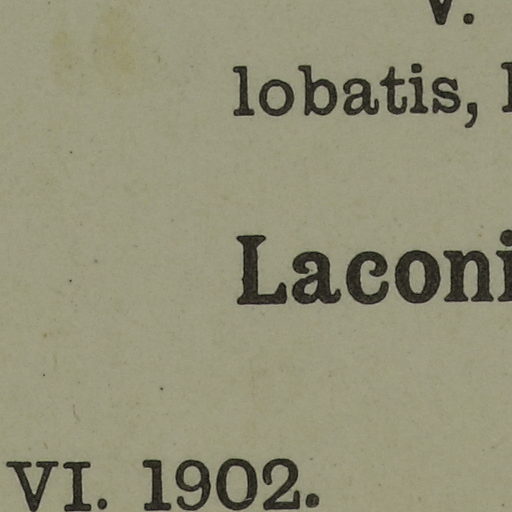 v.
lobatis,
Laconi
VI. 1902.